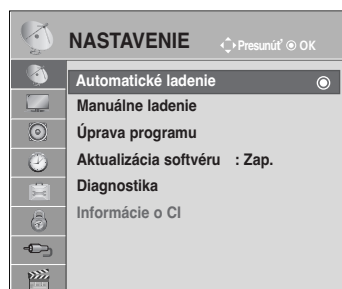 NASTAVENIE
Presunúť OK
Automatické ladenie
Manuálne ladenie
Úprava programu
Aktualizácia softvéru : Zap.
Diagnostika
Informácie o CI